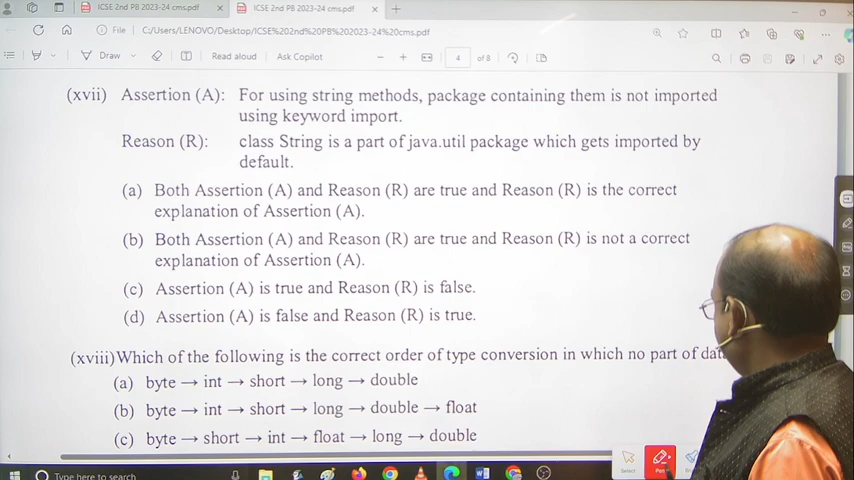 ICSE 2nd PB 2023-24 cms.pdf
ICSE 2nd PB 2023-24 cms.pdf
File
C:/Users/LENOVO/Desktop/ICSE%202nd%20PB%202023-24%20cms.pdf
Draw
Read aloud
Ask Copilot
4
of 8
(xvii) Assertion (A): For using string methods, package containing them is not imported
using keyword import.
Reason (R): class String is a part of java.util package which gets imported by
default.
(a) Both Assertion (A) and Reason (R) are true and Reason (R) is the correct
explanation of Assertion (A).
(b) Both Assertion (A) and Reason (R) are true and Reason (R) is not a correct
explanation of Assertion (A).
(c) Assertion (A) is true and Reason (R) is false.
(d) Assertion (A) is false and Reason (R) is true.
(xviii) Which of the following is the correct order of type conversion in which no part of
(a) byte → int → short → long → double
(b) byte → int → short → long → double → float
(c) byte → short → int → float → long → double
Select
Pen
Type here to search